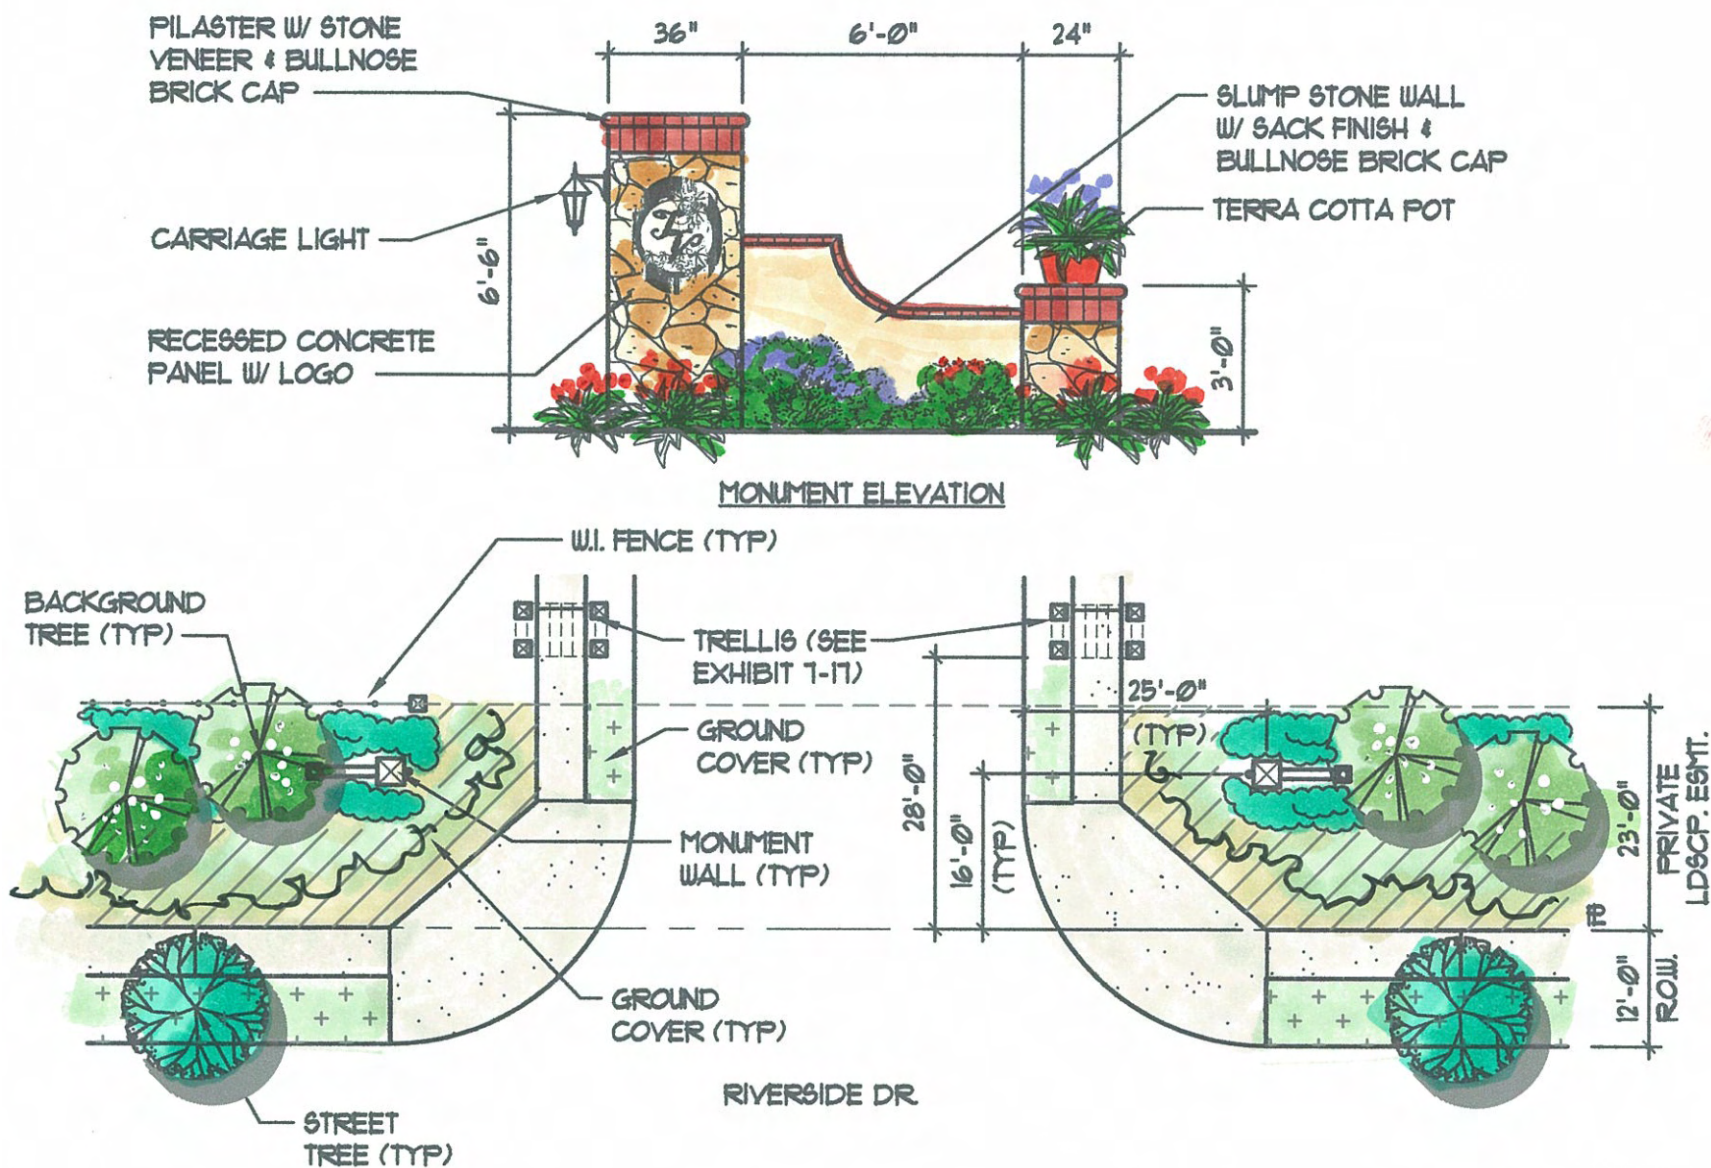 PILASTER W/ STONE
VENEER & BULLNOSE
BRICK CAP
36"
6'-0"
24"
SLUMP STONE WALL
W/ SACK FINISH &
BULLNOSE BRICK CAP
TERRA COTTA POT
CARRIAGE LIGHT
6'-6"
RECESSED CONCRETE
PANEL W/ LOGO
3'-0"
MONUMENT ELEVATION
W.I. FENCE (TYP)
BACKGROUND
TREE (TYP)
TRELLIS (SEE
EXHIBIT 7-17)
25'-0"
(TYP)
GROUND
COVER (TYP)
28'-0"
16'-0"
(TYP)
MONUMENT
WALL (TYP)
23'-0"
PRIVATE
LDSCP. ESMT.
GROUND
COVER (TYP)
12'-0"
R.O.W.
RIVERSIDE DR.
STREET
TREE (TYP)